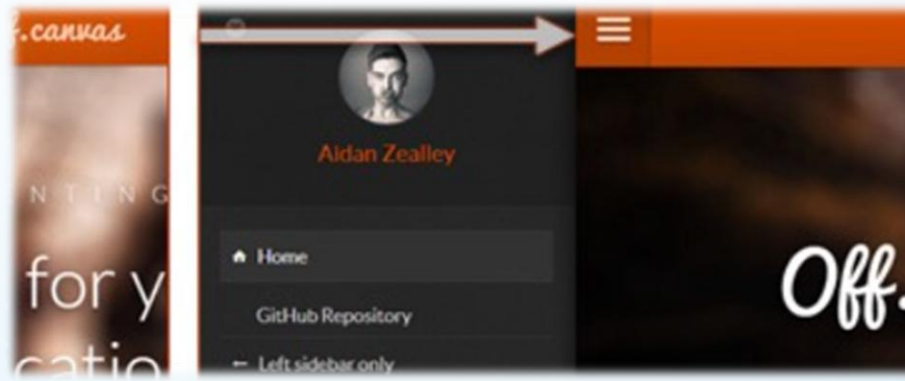 .canvas
NTING
for y
catio
Aidan Zealley
Home
GitHub Repository
← Left sidebar only
Off.